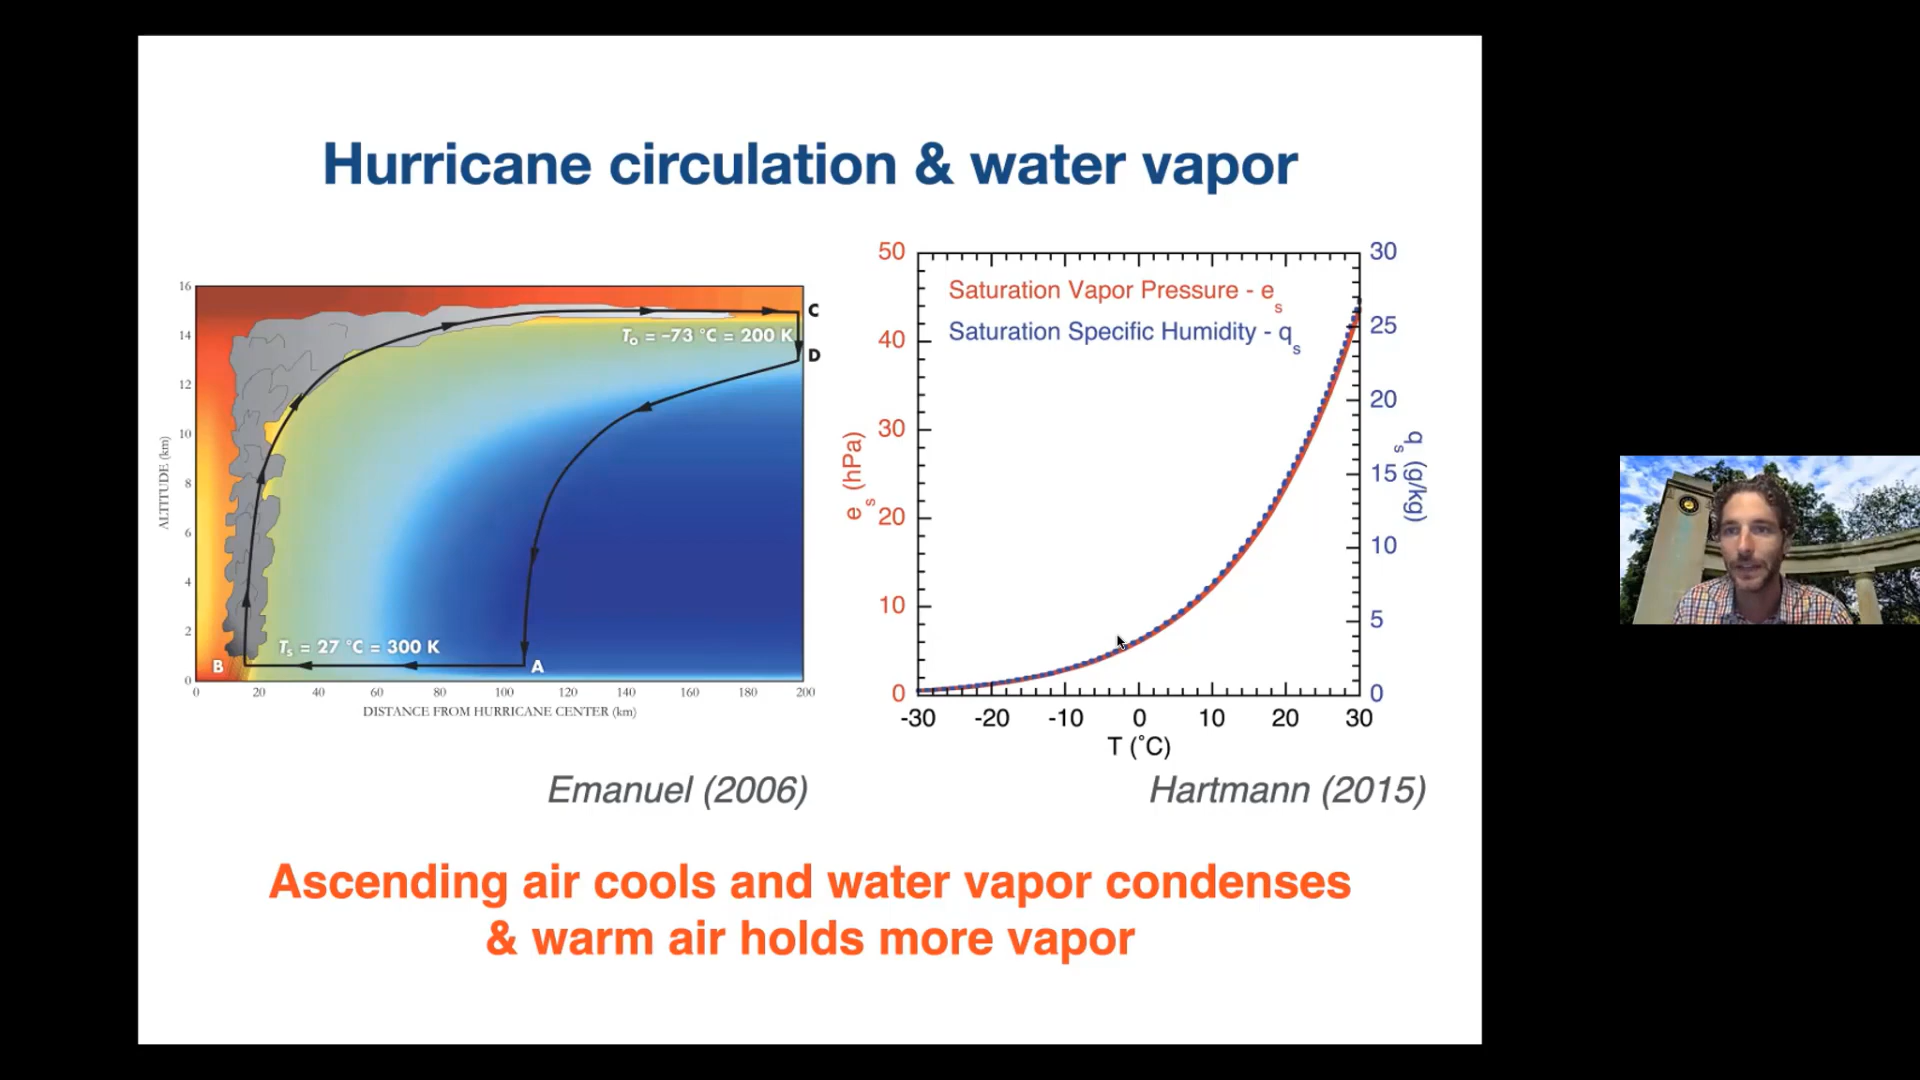 Hurricane circulation & water vapor
16
14
12
10
8
6
4
2
0
ALTITUDE (km)
C
T₀ = −73 °C = 200 K
D
Tₛ = 27 °C = 300 K
B
A
0 20 40 60 80 100 120 140 160 180 200
DISTANCE FROM HURRICANE CENTER (km)
50
40
30
20
10
0
eₛ (hPa)
Saturation Vapor Pressure - eₛ
Saturation Specific Humidity - qₛ
30
25
20
15
10
5
0
qₛ (g/kg)
-30 -20 -10 0 10 20 30
T (˚C)
Emanuel (2006)
Hartmann (2015)
Ascending air cools and water vapor condenses
& warm air holds more vapor